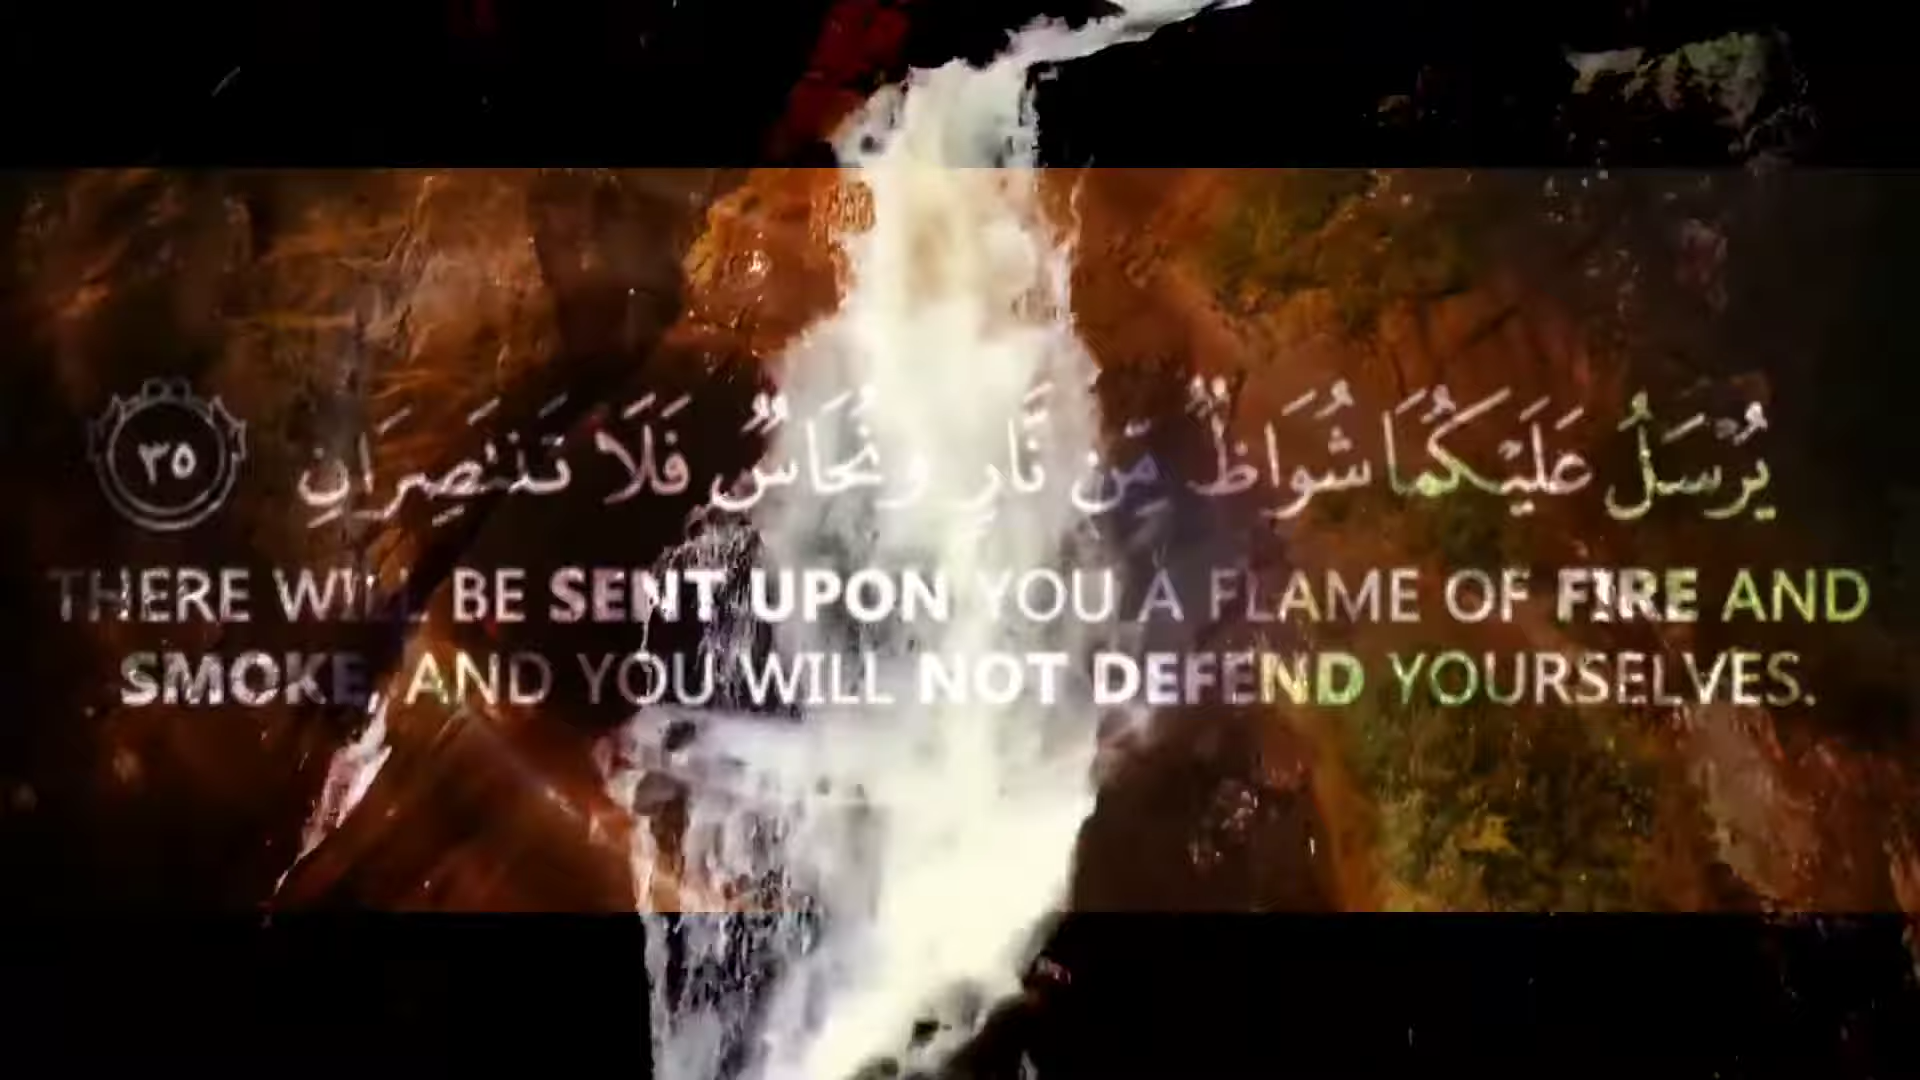 يُرْسَلُ عَلَيْكُمَا شُوَاظٌ مِّن نَّارٍ وَنُحَاسٌ فَلَا تَنتَصِرَانِ ٣٥
THERE WILL BE SENT UPON YOU A FLAME OF FIRE AND
SMOKE, AND YOU WILL NOT DEFEND YOURSELVES.